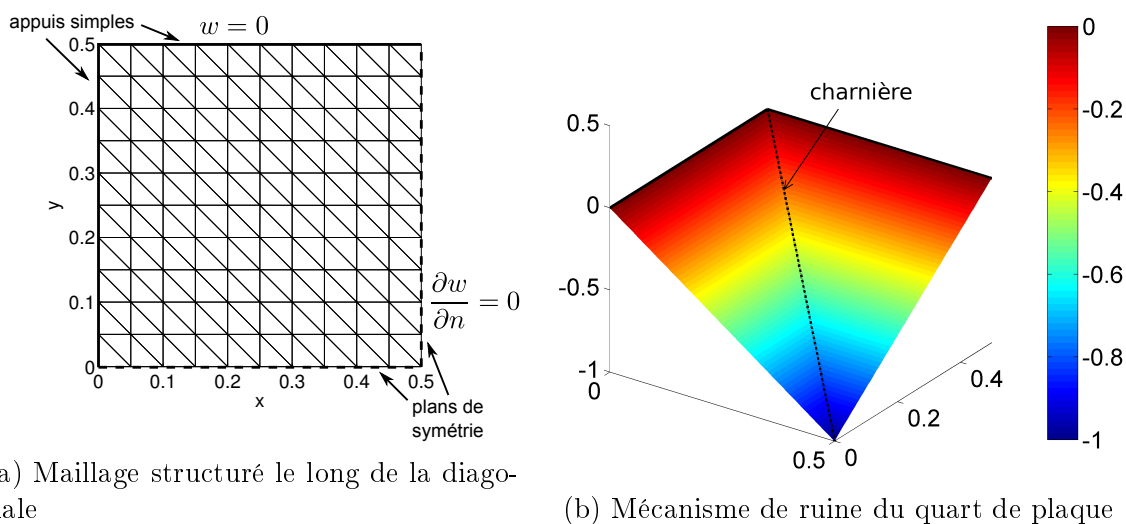 appuis simples
w = 0
0.5
0.4
0.3
0.2
0.1
0
y
0 0.1 0.2 0.3 0.4 0.5
x
∂w/∂n = 0
plans de
symétrie
a) Maillage structuré le long de la diago-
nale
charnière
0.5
0
-0.5
-1
0
0.5
0
0.2
0.4
0
-0.2
-0.4
-0.6
-0.8
-1
(b) Mécanisme de ruine du quart de plaque